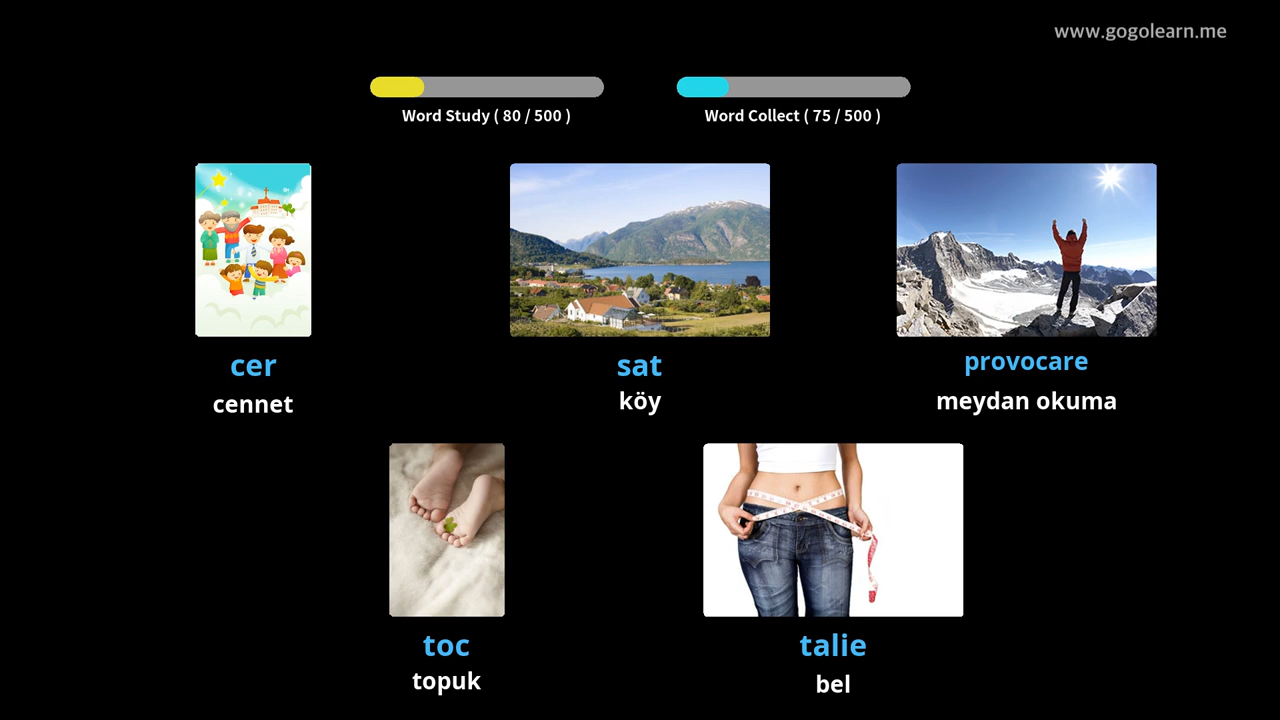 www.gogolearn.me
Word Study ( 80 / 500 )
Word Collect ( 75 / 500 )
cer
cennet
sat
köy
provocare
meydan okuma
toc
topuk
talie
bel